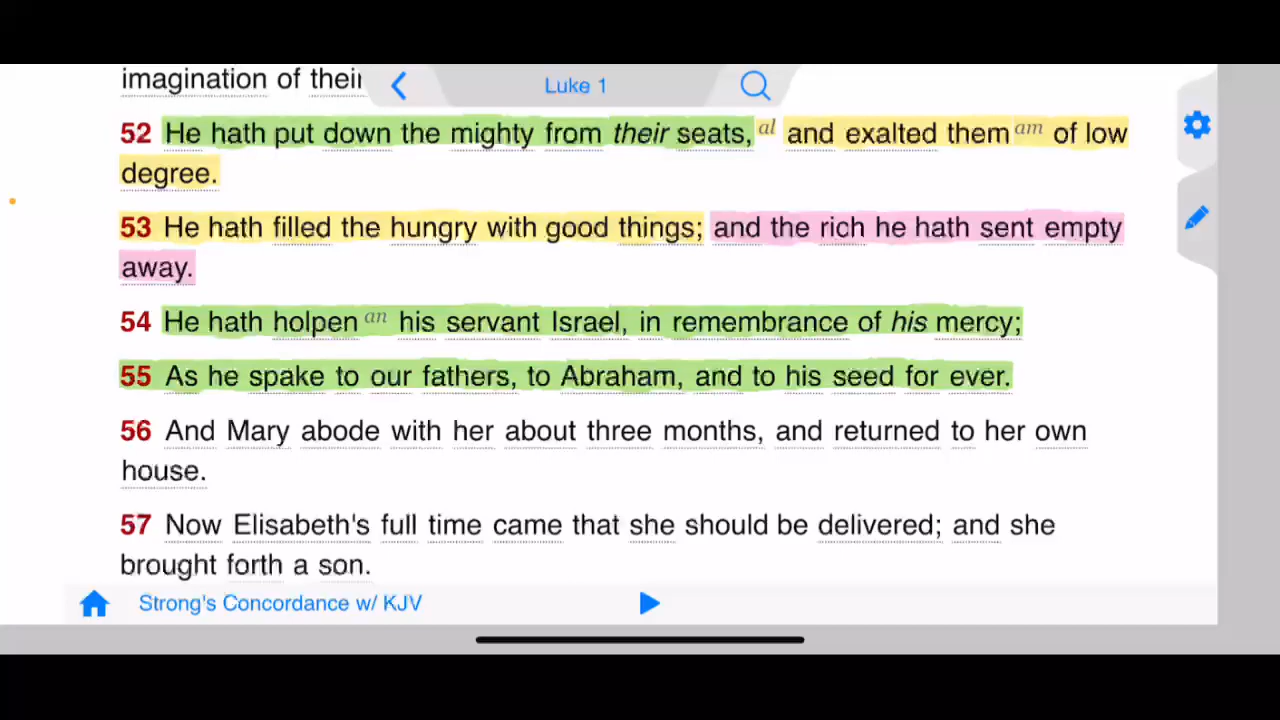 imagination of their
Luke 1
52 He hath put down the mighty from their seats, al and exalted them am of low
degree.
53 He hath filled the hungry with good things; and the rich he hath sent empty
away.
54 He hath holpen an his servant Israel, in remembrance of his mercy;
55 As he spake to our fathers, to Abraham, and to his seed for ever.
56 And Mary abode with her about three months, and returned to her own
house.
57 Now Elisabeth's full time came that she should be delivered; and she
brought forth a son.
Strong's Concordance w/ KJV